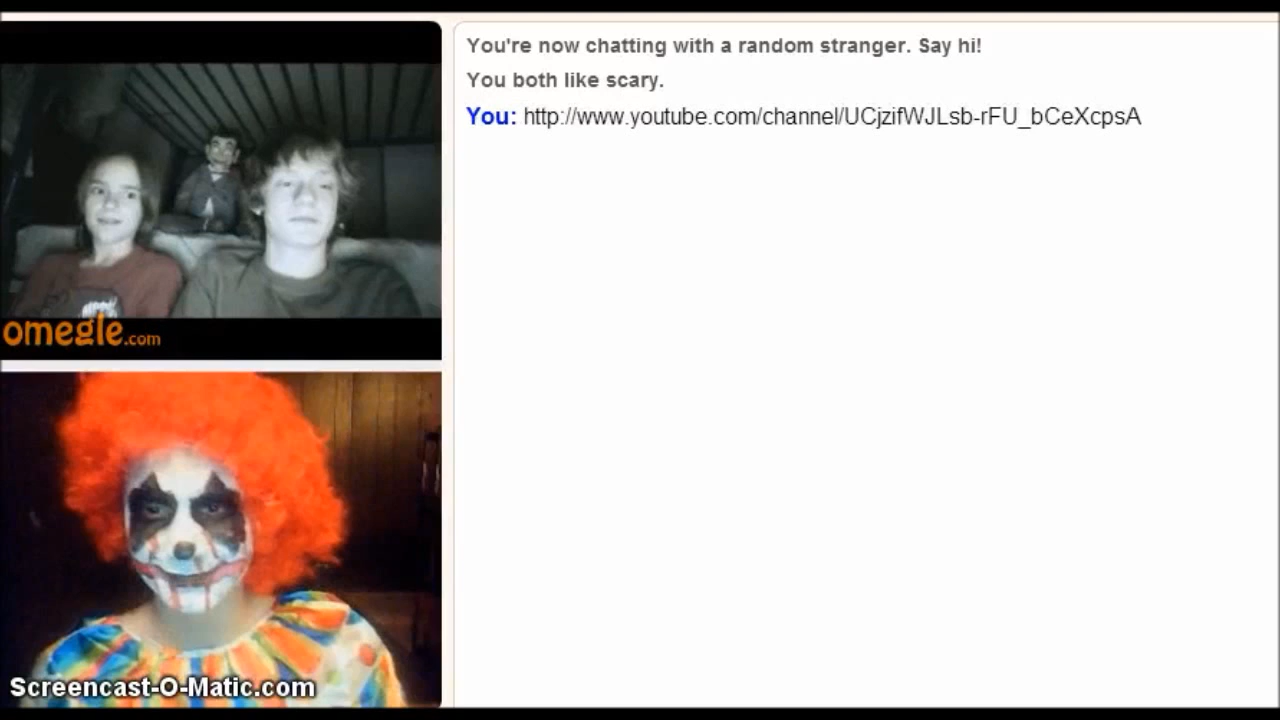 You're now chatting with a random stranger. Say hi!
You both like scary.
You: http://www.youtube.com/channel/UCjzifWJLsb-rFU_bCeXcpsA
omegle.com
Screencast-O-Matic.com